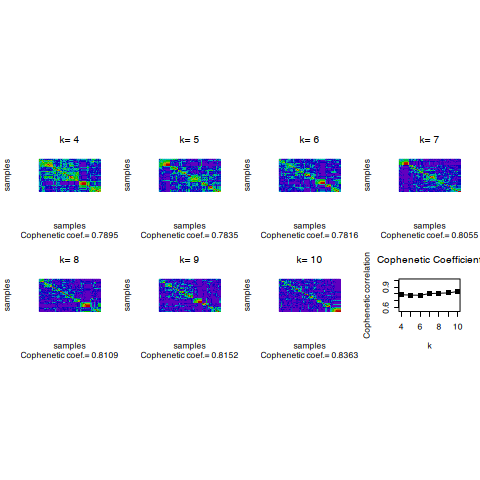 k= 4
samples
samples
Cophenetic coef.= 0.7895
k= 5
samples
samples
Cophenetic coef.= 0.7835
k= 6
samples
samples
Cophenetic coef.= 0.7816
k= 7
samples
samples
Cophenetic coef.= 0.8055
k= 8
samples
samples
Cophenetic coef.= 0.8109
k= 9
samples
samples
Cophenetic coef.= 0.8152
k= 10
samples
samples
Cophenetic coef.= 0.8363
Cophenetic Coefficien
Cophenetic correlation
0.9
0.6
4 6 8 10
k